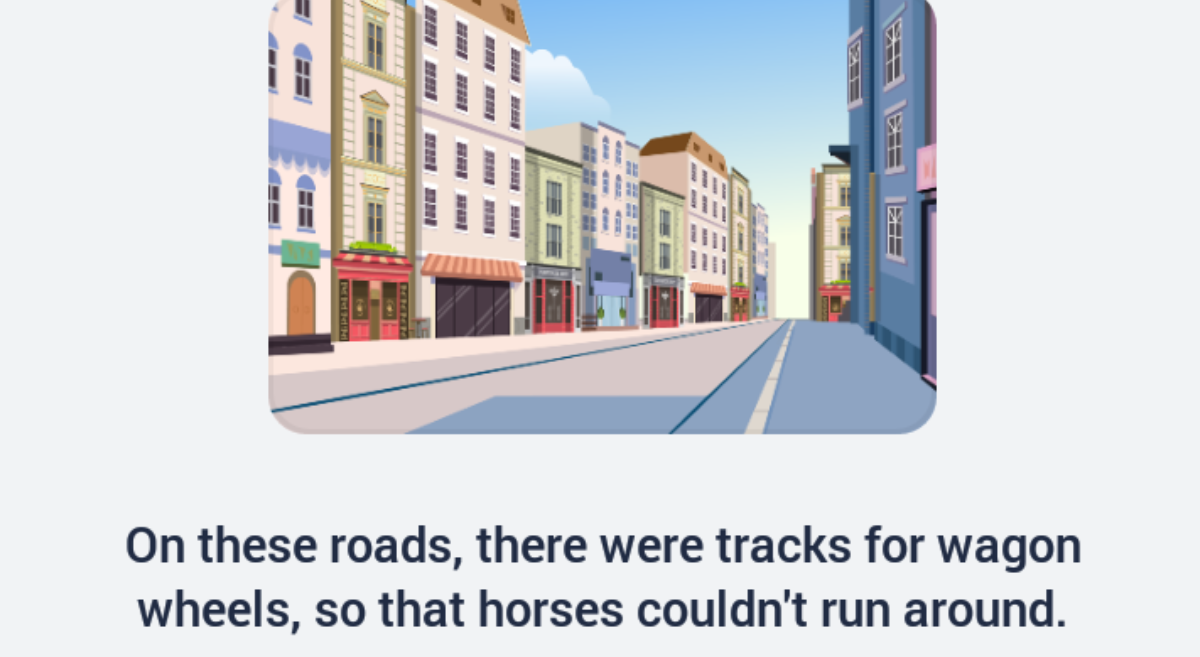 On these roads, there were tracks for wagon
wheels, so that horses couldn't run around.